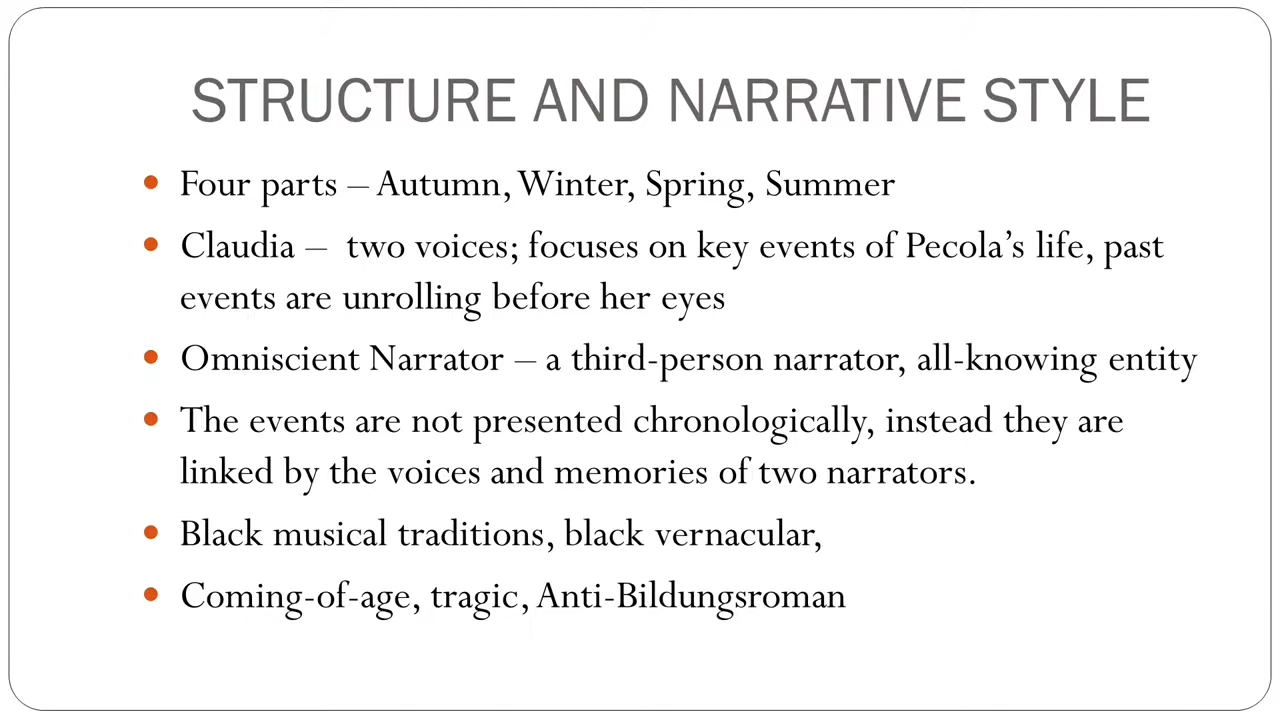 STRUCTURE AND NARRATIVE STYLE
• Four parts – Autumn, Winter, Spring, Summer
• Claudia – two voices; focuses on key events of Pecola’s life, past
events are unrolling before her eyes
• Omniscient Narrator – a third-person narrator, all-knowing entity
• The events are not presented chronologically, instead they are
linked by the voices and memories of two narrators.
• Black musical traditions, black vernacular,
• Coming-of-age, tragic, Anti-Bildungsroman